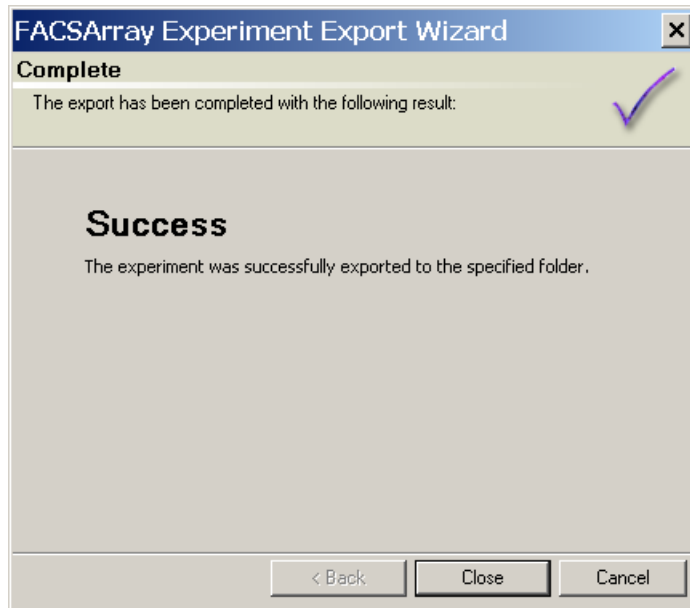 FACSArray Experiment Export Wizard
Complete
The export has been completed with the following result:
Success
The experiment was successfully exported to the specified folder.
< Back
Close
Cancel